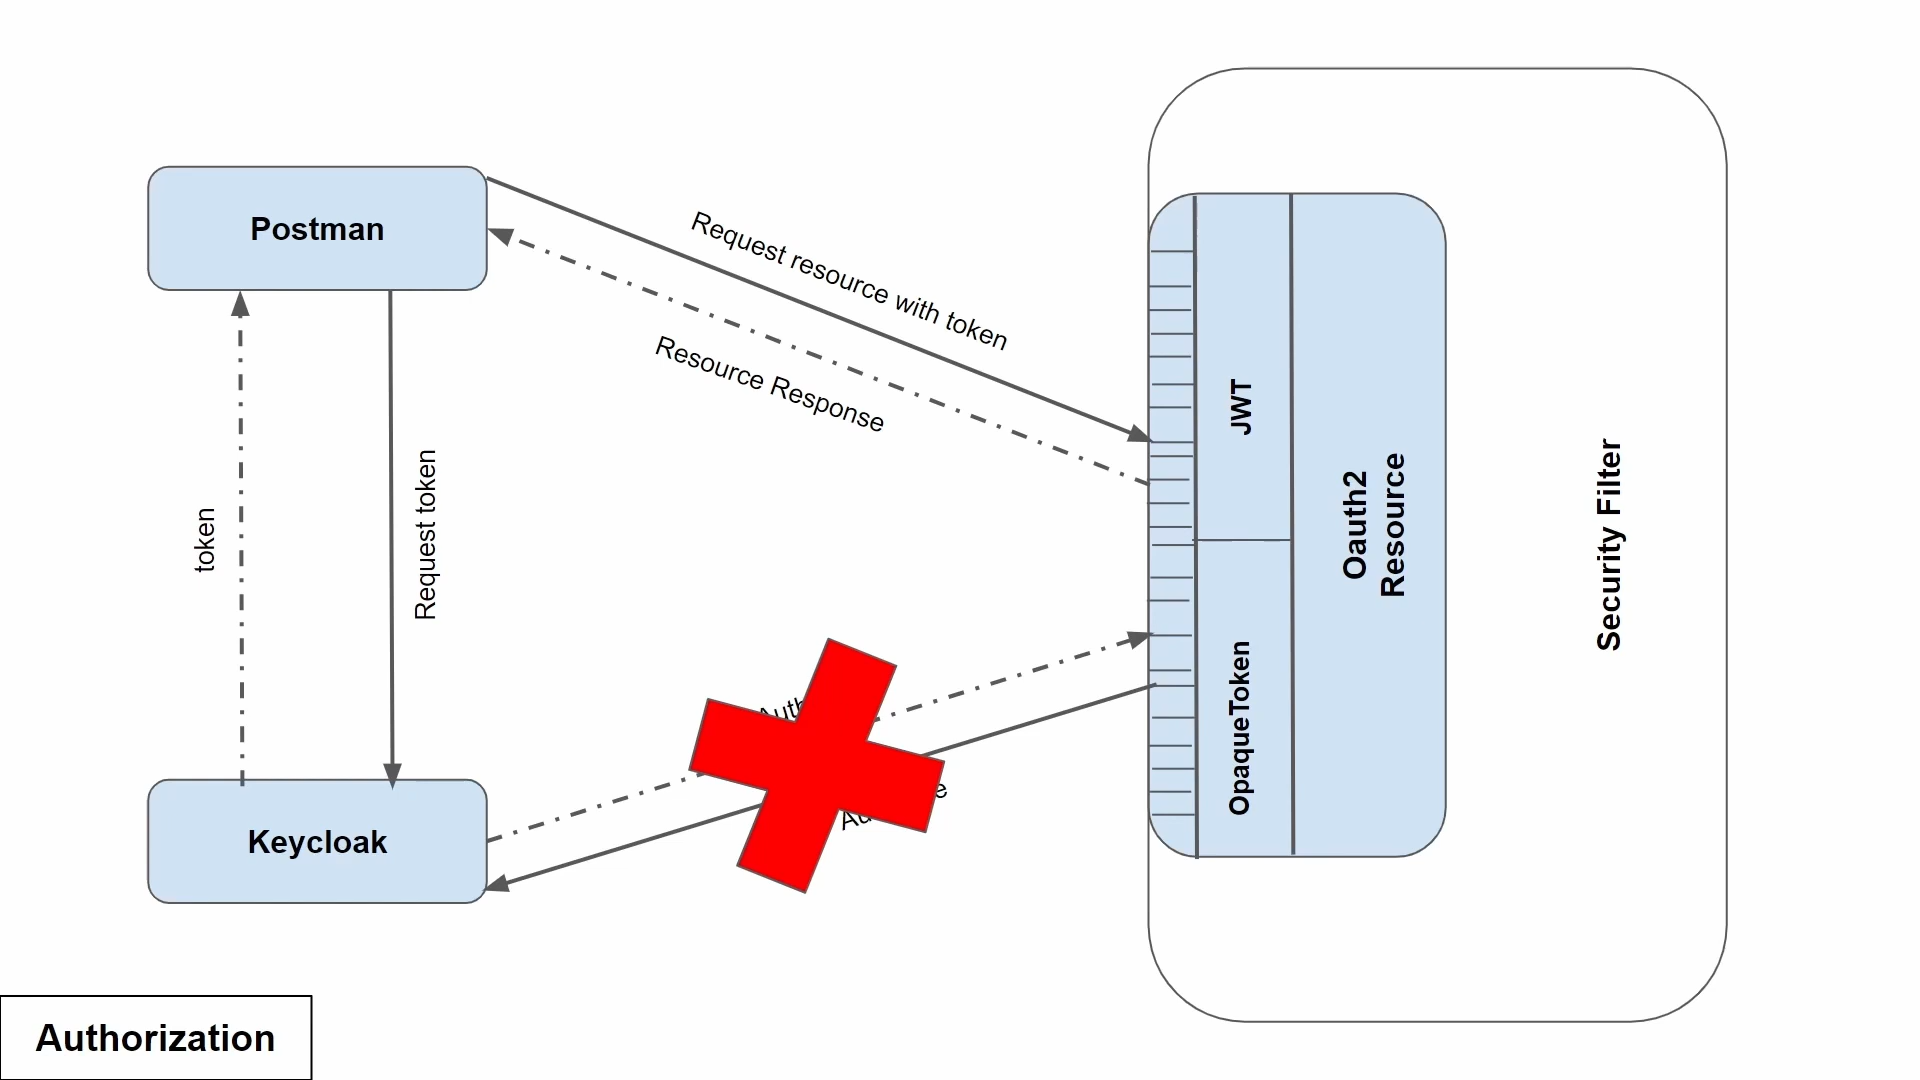 Postman
Request resource with token
Resource Response
token
Request token
JWT
OpaqueToken
Oauth2
Resource
Security Filter
Keycloak
Authorization